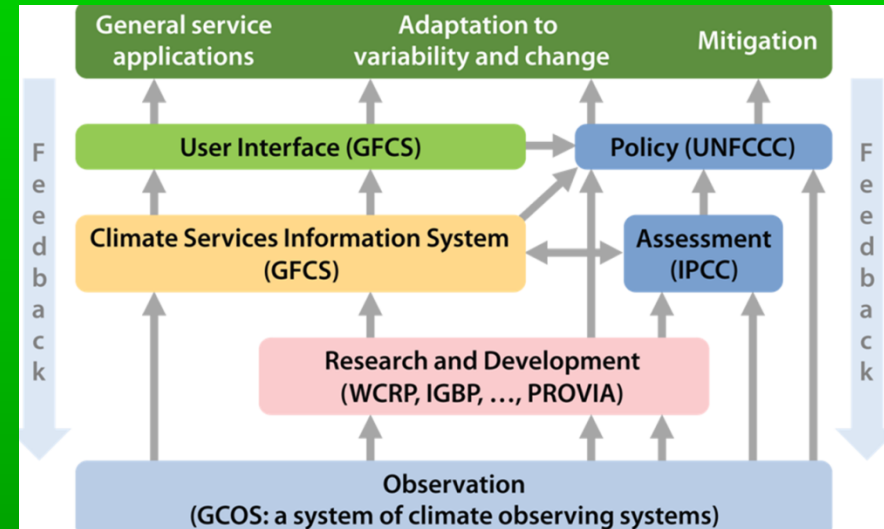 General service
applications
Adaptation to
variability and change
Mitigation
Feedback
User Interface (GFCS)
Policy (UNFCCC)
Feedback
Climate Services Information System
(GFCS)
Assessment
(IPCC)
Research and Development
(WCRP, IGBP, …, PROVIA)
Observation
(GCOS: a system of climate observing systems)